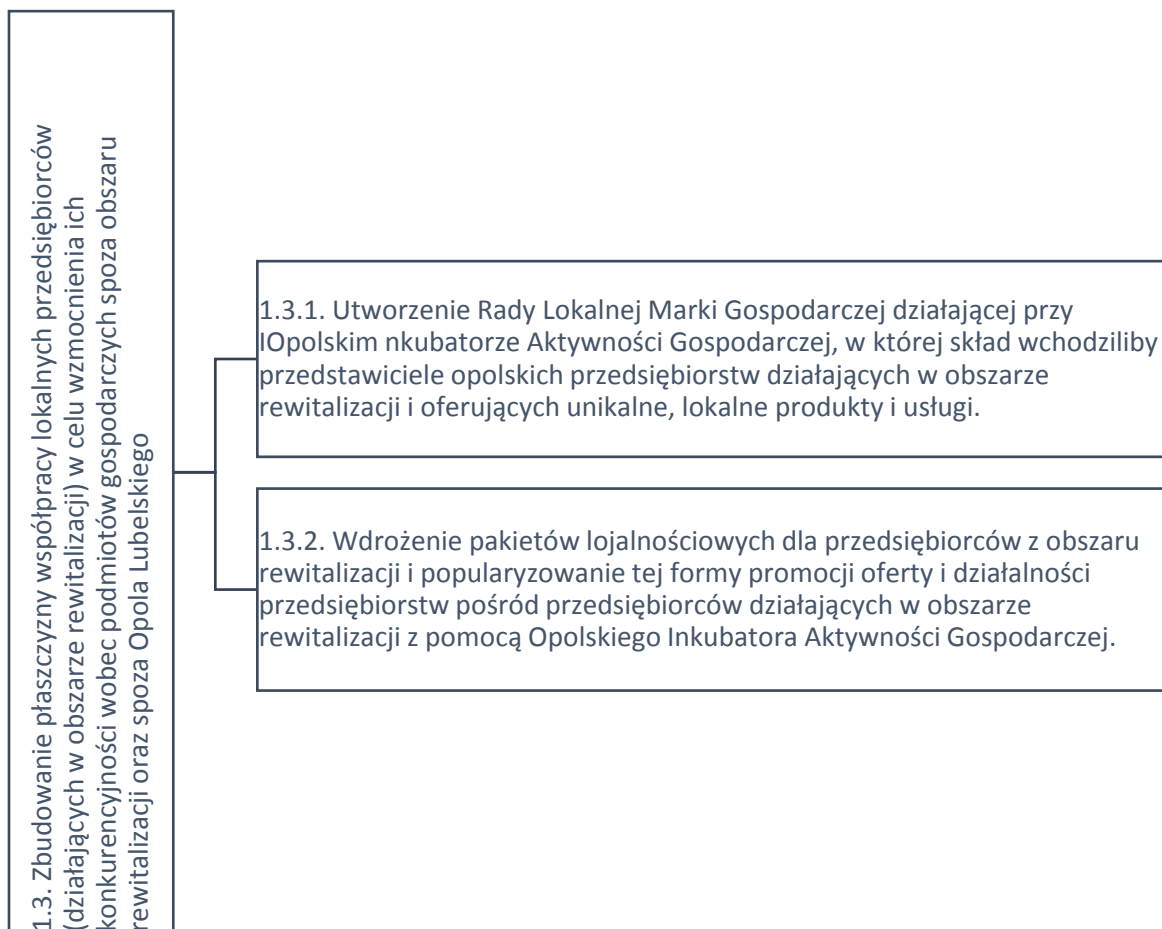 1.3. Zbudowanie płaszczyzny współpracy lokalnych przedsiębiorców
(działających w obszarze rewitalizacji) w celu wzmocnienia ich
konkurencyjności wobec podmiotów gospodarczych spoza obszaru
rewitalizacji oraz spoza Opola Lubelskiego
1.3.1. Utworzenie Rady Lokalnej Marki Gospodarczej działającej przy
IOpolskim nkubatorze Aktywności Gospodarczej, w której skład wchodziliby
przedstawiciele opolskich przedsiębiorstw działających w obszarze
rewitalizacji i oferujących unikalne, lokalne produkty i usługi.
1.3.2. Wdrożenie pakietów lojalnościowych dla przedsiębiorców z obszaru
rewitalizacji i popularyzowanie tej formy promocji oferty i działalności
przedsiębiorstw pośród przedsiębiorców działających w obszarze
rewitalizacji z pomocą Opolskiego Inkubatora Aktywności Gospodarczej.